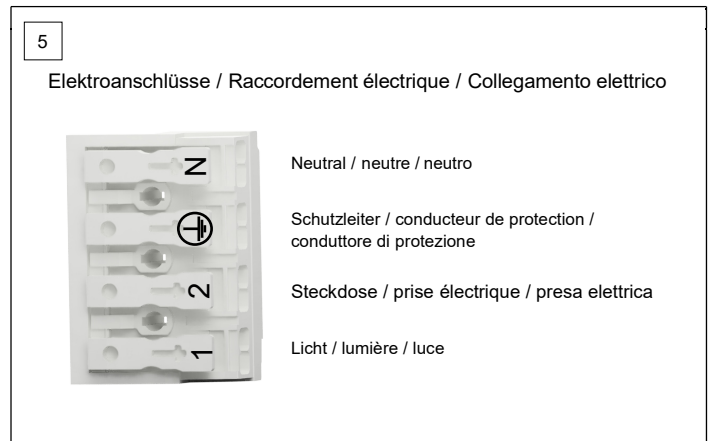 5
Elektroanschlüsse / Raccordement électrique / Collegamento elettrico
N
Neutral / neutre / neutro
Schutzleiter / conducteur de protection /
conduttore di protezione
2
Steckdose / prise électrique / presa elettrica
1
Licht / lumière / luce